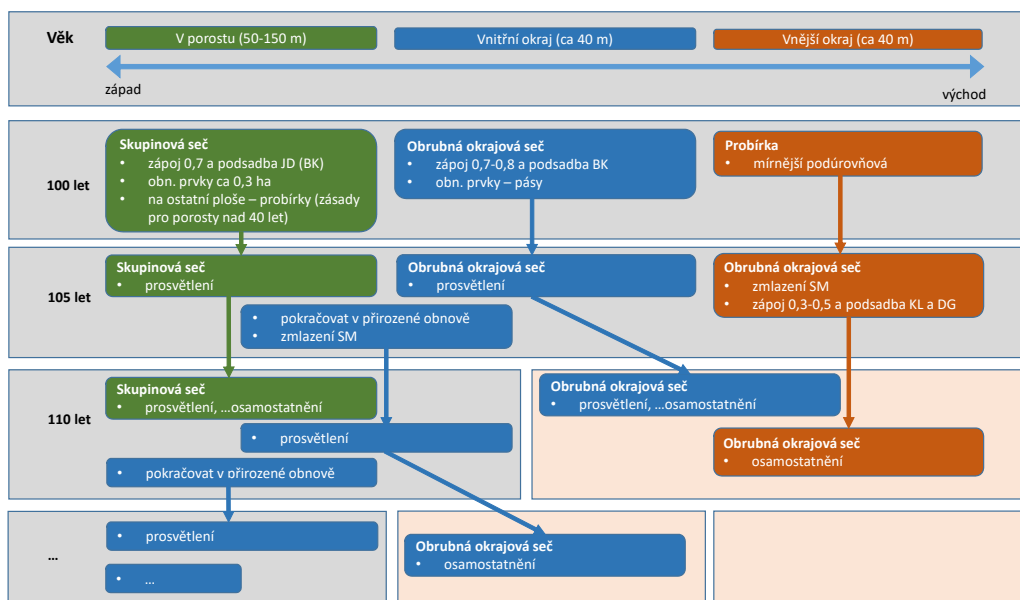 Věk
V porostu (50-150 m)
Vnitřní okraj (ca 40 m)
Vnější okraj (ca 40 m)
západ
východ
100 let
Skupinová seč
• zápoj 0,7 a podsadba JD (BK)
• obn. prvky ca 0,3 ha
• na ostatní ploše – probírky (zásady
pro porosty nad 40 let)
Obrubná okrajová seč
• zápoj 0,7-0,8 a podsadba BK
• obn. prvky – pásy
Probírka
• mírnější podúrovňová
105 let
Skupinová seč
• prosvětlení
Obrubná okrajová seč
• prosvětlení
Obrubná okrajová seč
• zmlazení SM
• zápoj 0,3-0,5 a podsadba KL a DG
• pokračovat v přirozené obnově
• zmlazení SM
110 let
Skupinová seč
• prosvětlení, …osamostatnění
Obrubná okrajová seč
• prosvětlení, …osamostatnění
• prosvětlení
Obrubná okrajová seč
• osamostatnění
• pokračovat v přirozené obnově
…
• prosvětlení
Obrubná okrajová seč
• osamostatnění
• …